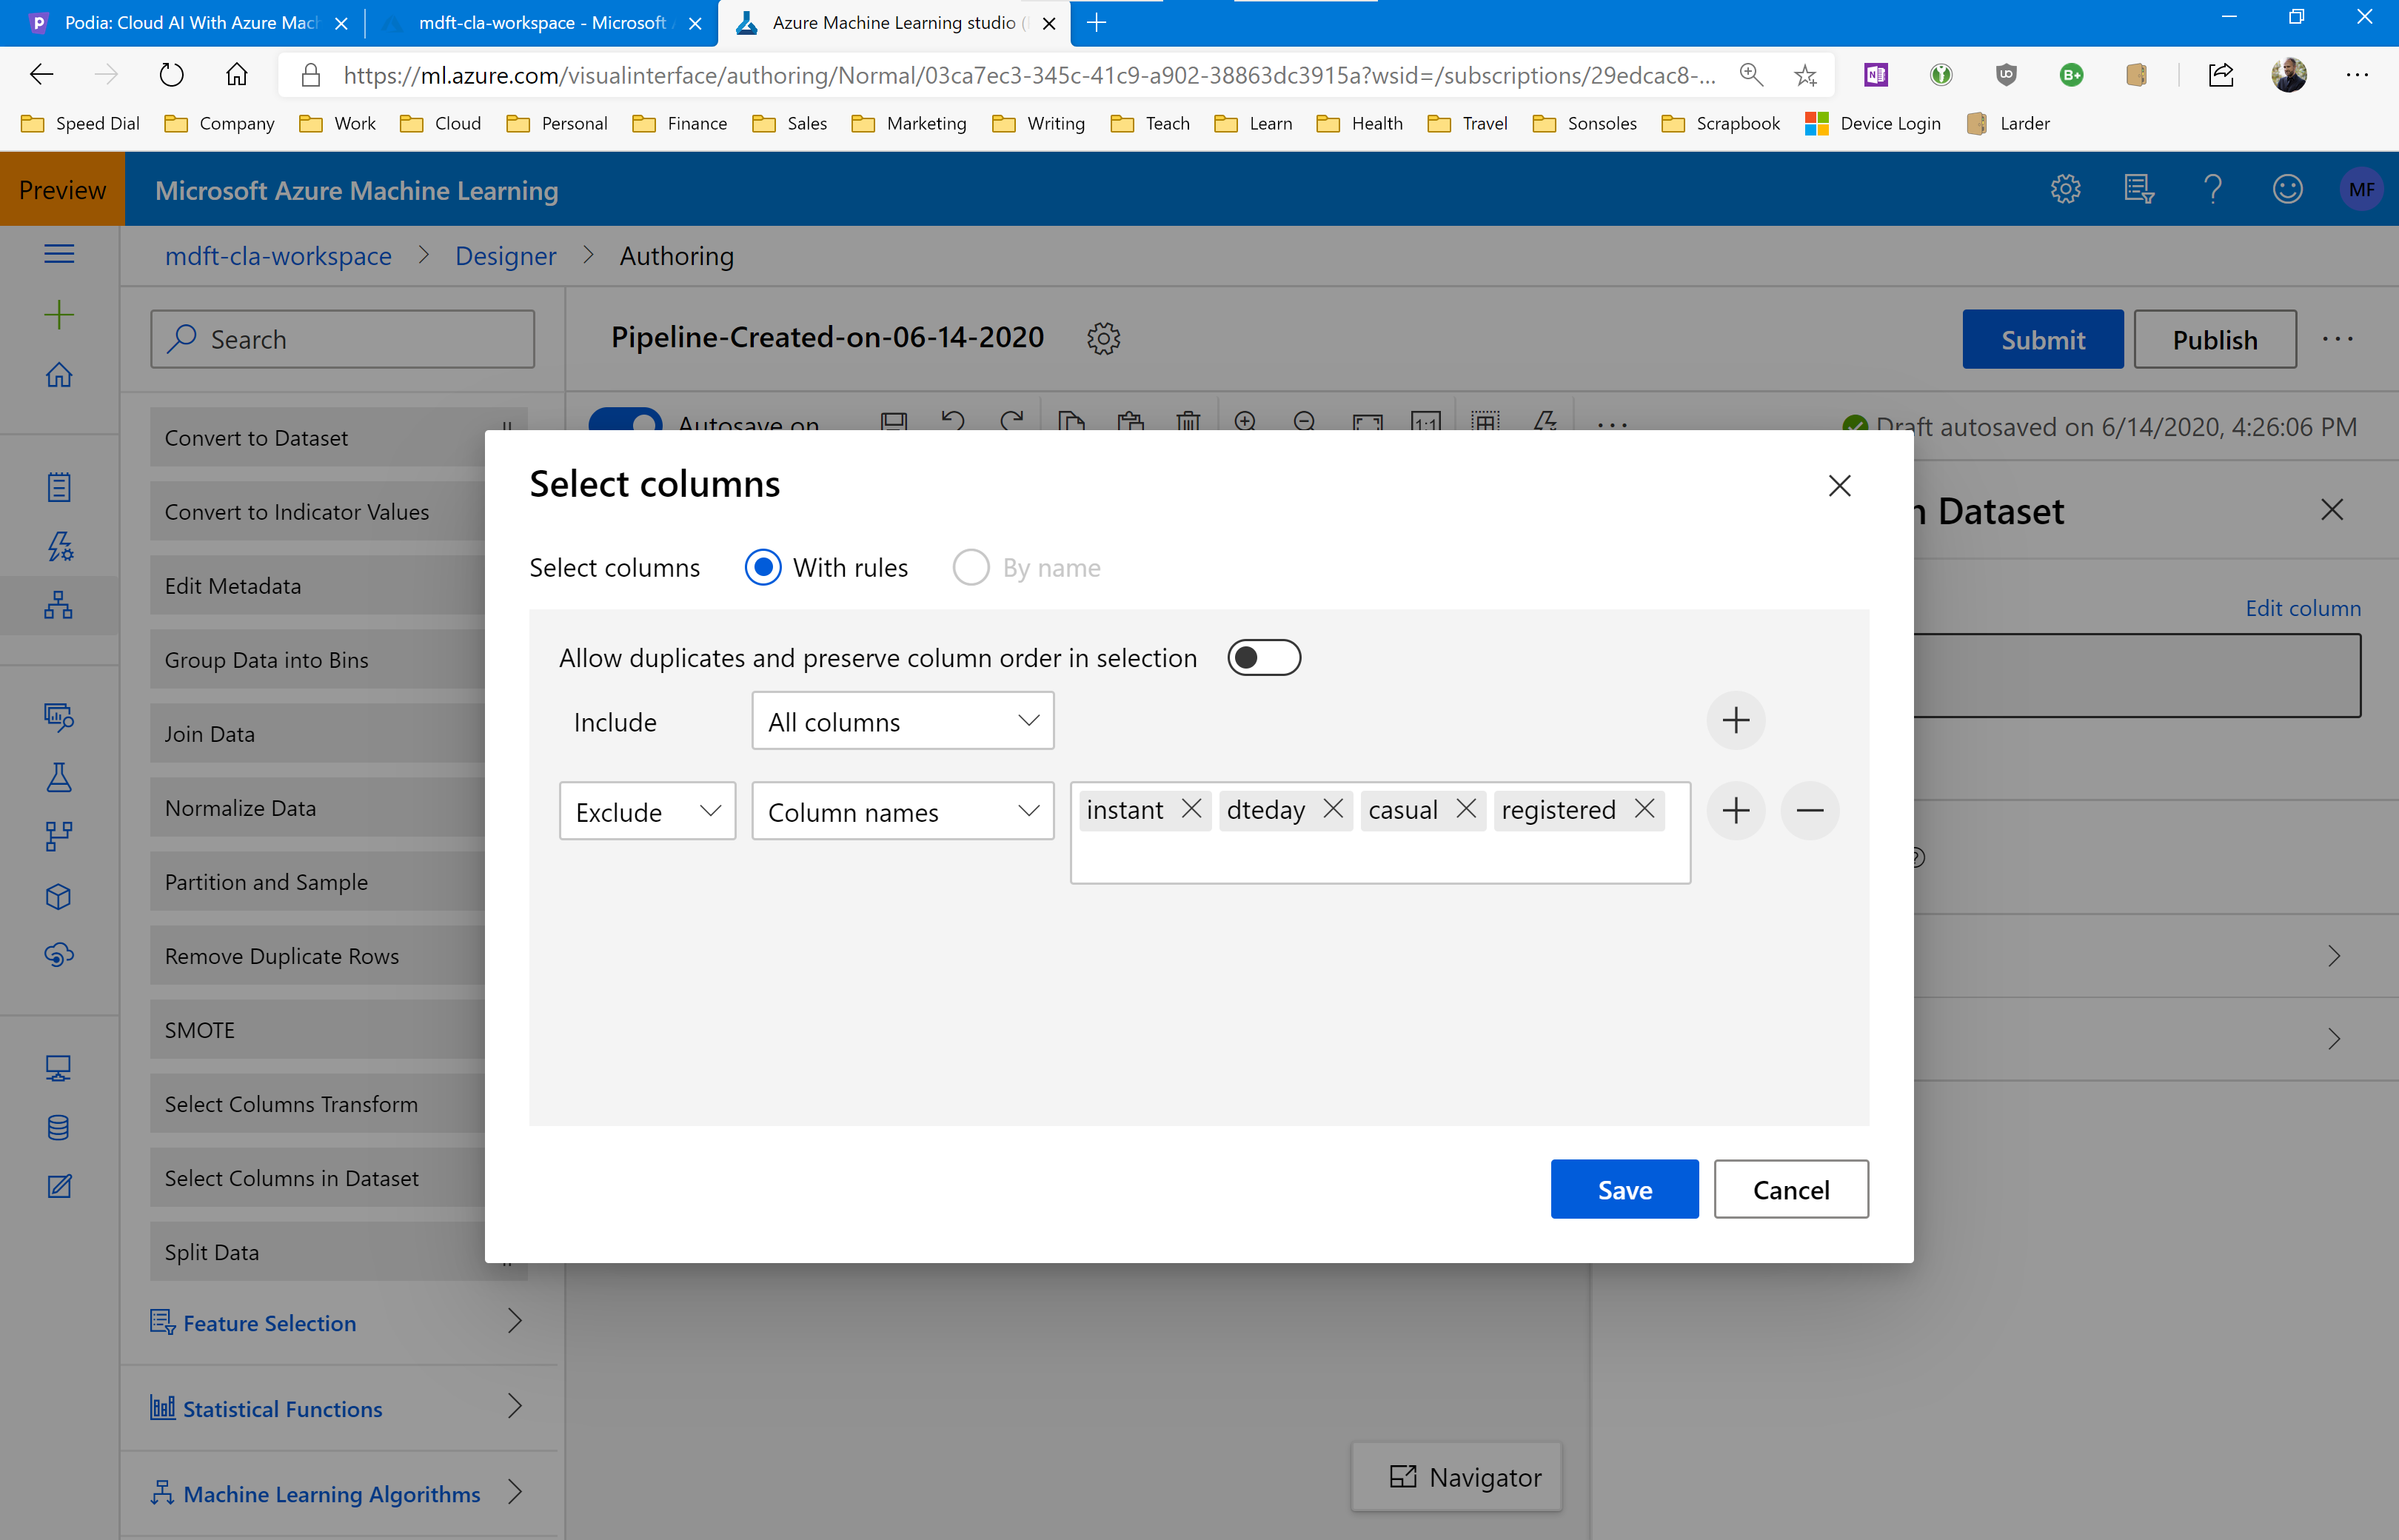 Podia: Cloud AI With Azure Mach
mdft-cla-workspace - Microsoft A
Azure Machine Learning studio (
https://ml.azure.com/visualinterface/authoring/Normal/03ca7ec3-345c-41c9-a902-38863dc3915a?wsid=/subscriptions/29edcac8-...
Speed Dial Company Work Cloud Personal Finance Sales Marketing Writing Teach Learn Health Travel Sonsoles Scrapbook Device Login Larder
Preview Microsoft Azure Machine Learning MF
mdft-cla-workspace > Designer > Authoring
Search
Pipeline-Created-on-06-14-2020
Submit Publish
Autosave on
Draft autosaved on 6/14/2020, 4:26:06 PM
Convert to Dataset
Convert to Indicator Values
Edit Metadata
Group Data into Bins
Join Data
Normalize Data
Partition and Sample
Remove Duplicate Rows
SMOTE
Select Columns Transform
Select Columns in Dataset
Split Data
Feature Selection
Statistical Functions
Machine Learning Algorithms
Select columns
Select columns With rules By name
Allow duplicates and preserve column order in selection
Include All columns
Exclude Column names instant dteday casual registered
Save Cancel
n Dataset
Edit column
Navigator